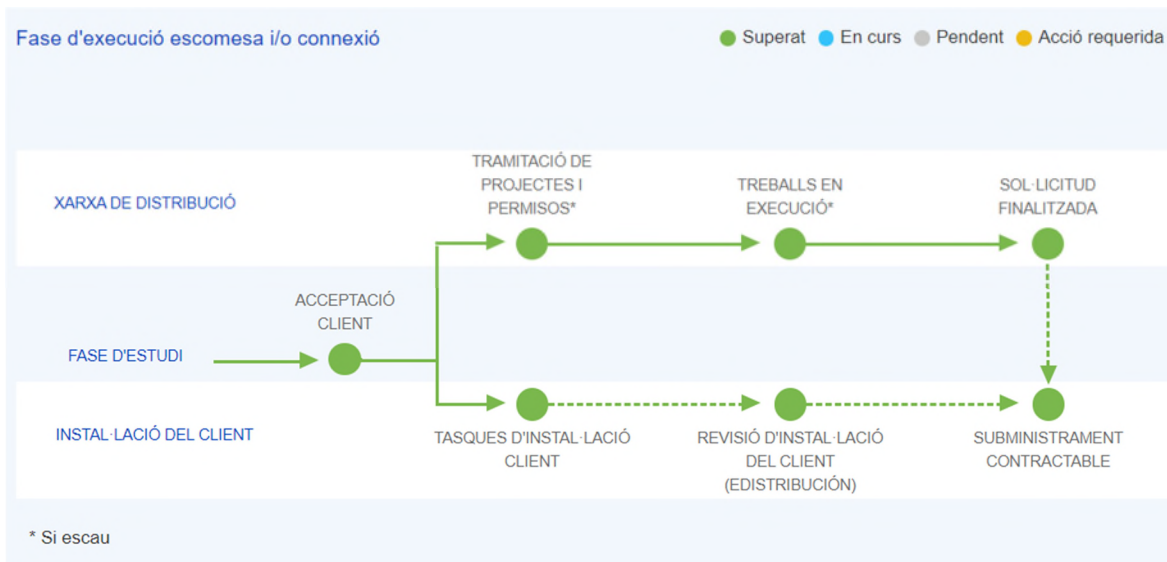 Fase d'execució escomesa i/o connexió
Superat
En curs
Pendent
Acció requerida
XARXA DE DISTRIBUCIÓ
TRAMITACIÓ DE
PROJECTES I
PERMISOS*
TREBALLS EN
EXECUCIÓ*
SOL·LICITUD
FINALITZADA
FASE D'ESTUDI
ACCEPTACIÓ
CLIENT
INSTAL·LACIÓ DEL CLIENT
TASQUES D'INSTAL·LACIÓ
CLIENT
REVISIÓ D'INSTAL·LACIÓ
DEL CLIENT
(EDISTRIBUCIÓN)
SUBMINISTRAMENT
CONTRACTABLE
* Si escau